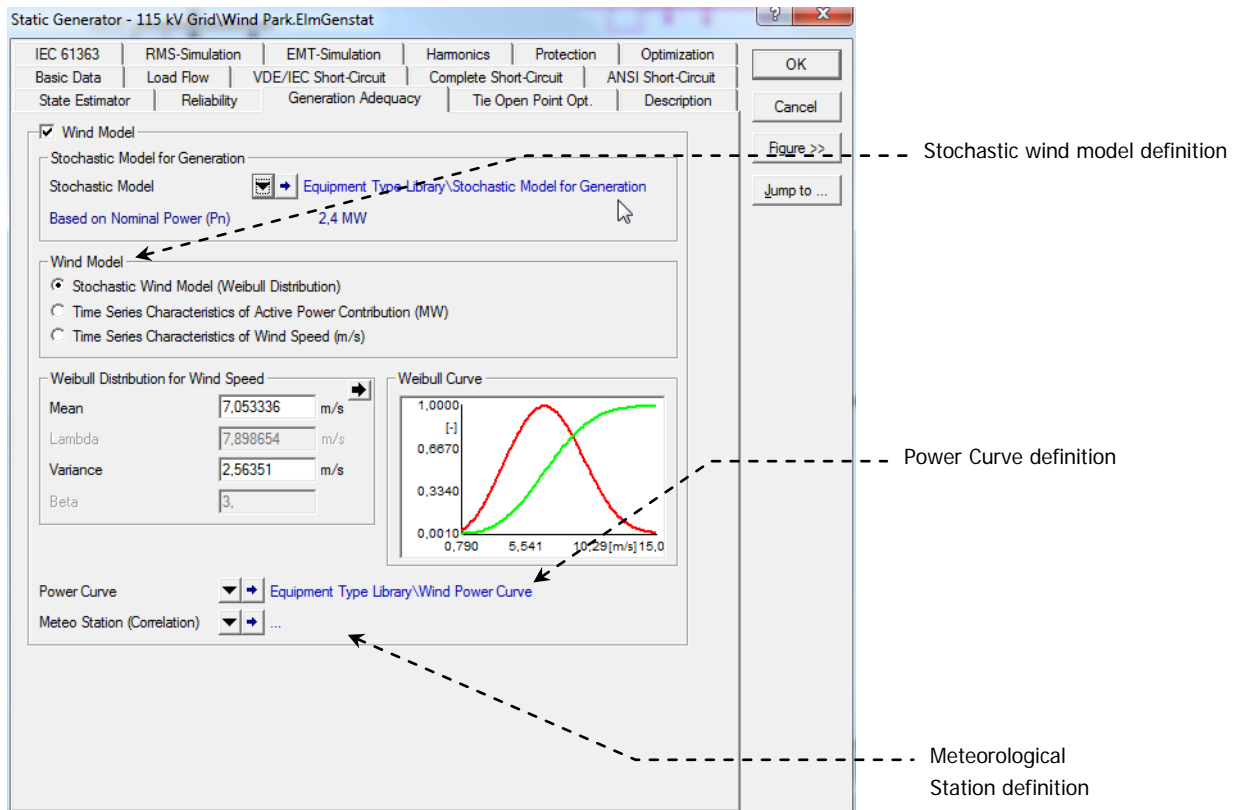 Static Generator - 115 kV Grid\Wind Park.ElmGenstat
IEC 61363 RMS-Simulation EMT-Simulation Harmonics Protection Optimization
Basic Data Load Flow VDE/IEC Short-Circuit Complete Short-Circuit ANSI Short-Circuit
State Estimator Reliability Generation Adequacy Tie Open Point Opt. Description
OK
Cancel
Figure >>
Jump to ...
Wind Model
Stochastic Model for Generation
Stochastic Model Equipment Type Library\Stochastic Model for Generation
Based on Nominal Power (Pn) 2,4 MW
Stochastic wind model definition
Wind Model
Stochastic Wind Model (Weibull Distribution)
Time Series Characteristics of Active Power Contribution (MW)
Time Series Characteristics of Wind Speed (m/s)
Weibull Distribution for Wind Speed
Mean 7,053336 m/s
Lambda 7,898654 m/s
Variance 2,56351 m/s
Beta 3,
Weibull Curve
1,0000
[-]
0,6670
0,3340
0,0010
0,790 5,541 10,29 [m/s] 15,0
Power Curve definition
Power Curve Equipment Type Library\Wind Power Curve
Meteo Station (Correlation) ...
Meteorological
Station definition